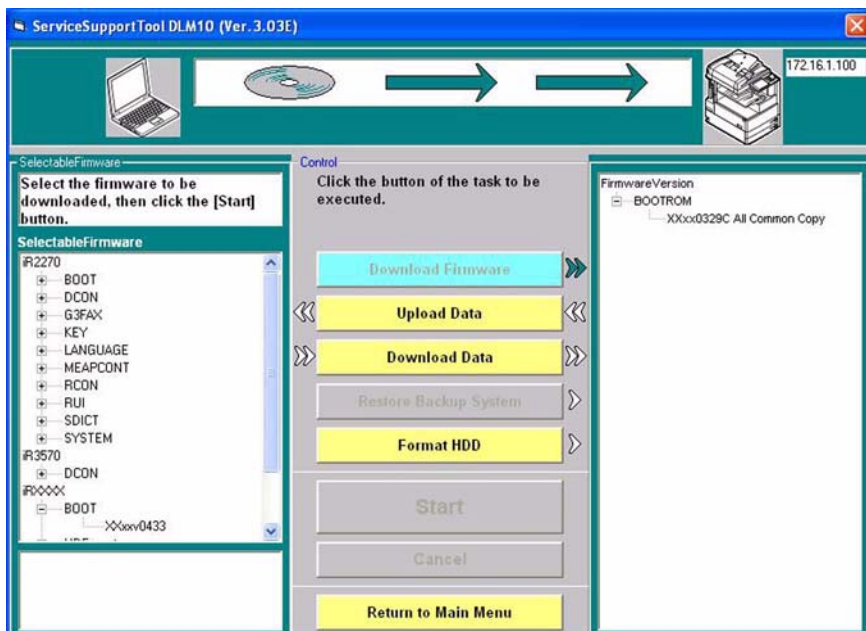 ServiceSupportTool DLM10 (Ver.3.03E)
172.16.1.100
SelectableFirmware
Select the firmware to be
downloaded, then click the [Start]
button.
SelectableFirmware
iR2270
BOOT
DCON
G3FAX
KEY
LANGUAGE
MEAPCONT
RCON
RUI
SDICT
SYSTEM
iR3570
DCON
iRXXXX
BOOT
XXxxv0433
Control
Click the button of the task to be
executed.
Download Firmware
Upload Data
Download Data
Restore Backup System
Format HDD
Start
Cancel
Return to Main Menu
FirmwareVersion
BOOTROM
XXxx0329C All Common Copy